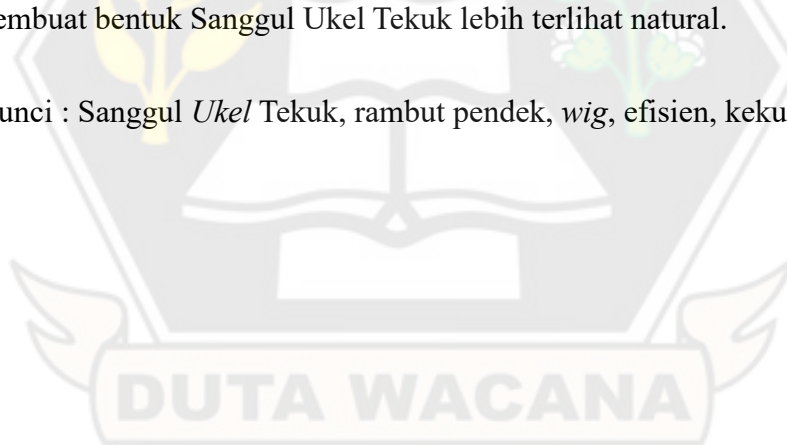 embuat bentuk Sanggul Ukel Tekuk lebih terlihat natural.
unci : Sanggul Ukel Tekuk, rambut pendek, wig, efisien, keku
DUTA WACANA